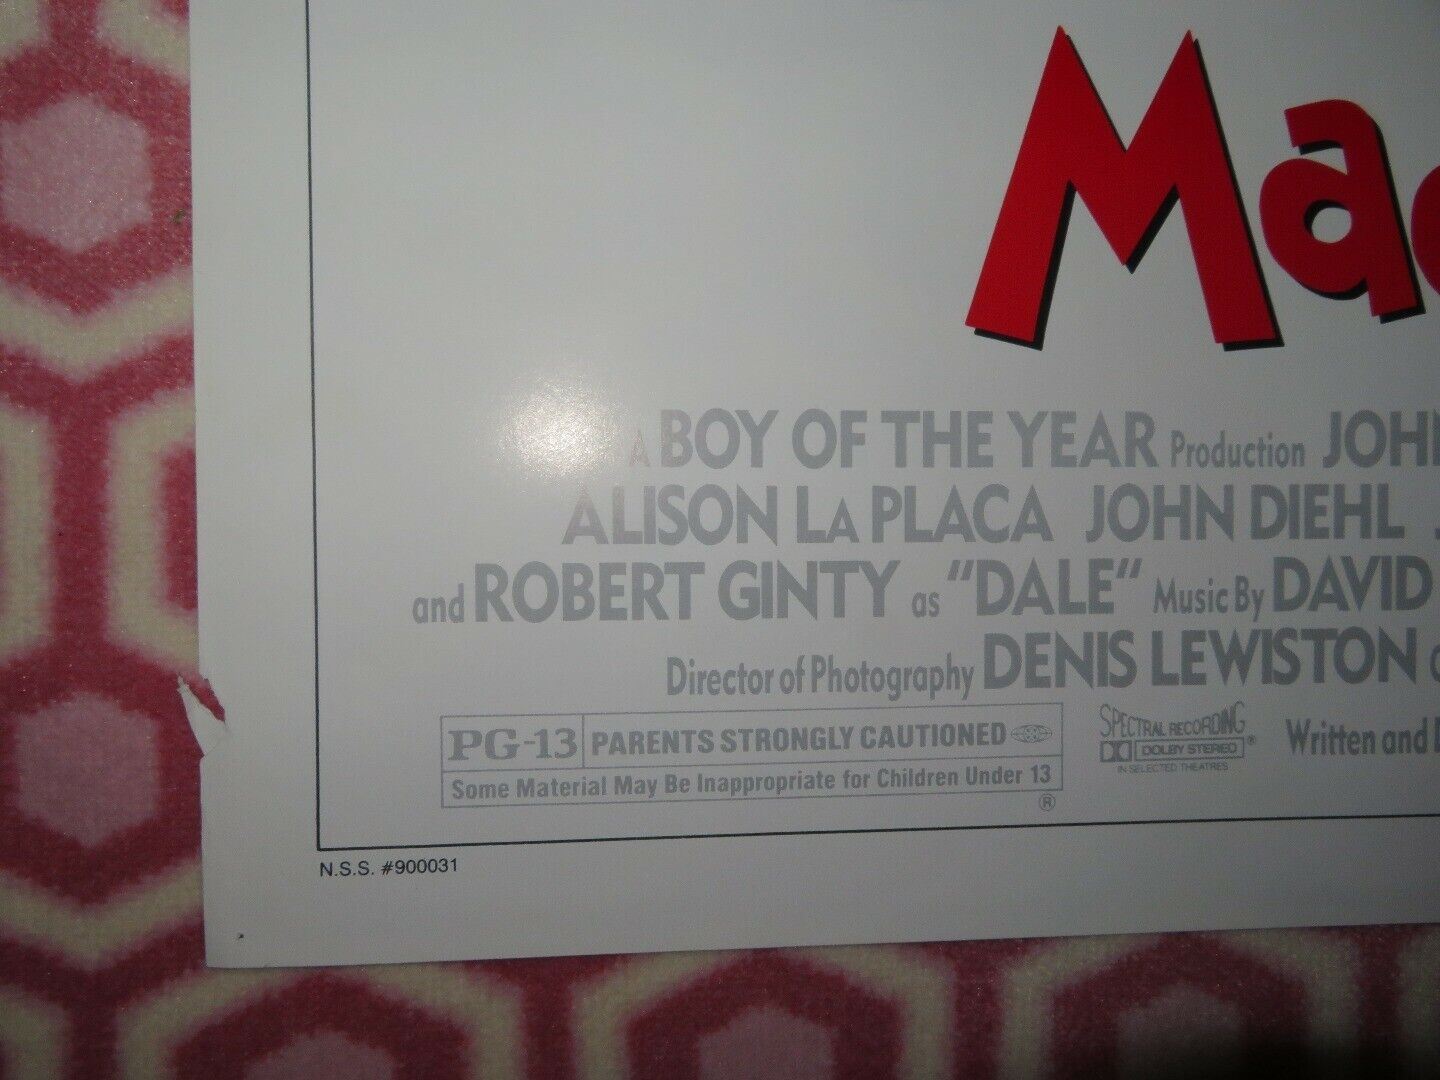 Ma
A BOY OF THE YEAR Production JOH
ALISON LA PLACA JOHN DIEHL
and ROBERT GINTY as "DALE" Music By DAVID
Director of Photography DENIS LEWISTON
PG-13 PARENTS STRONGLY CAUTIONED
Some Material May Be Inappropriate for Children Under 13
®
SPECTRAL RECORDING
DOLBY STEREO ®
IN SELECTED THEATRES
Written and
N.S.S. #900031